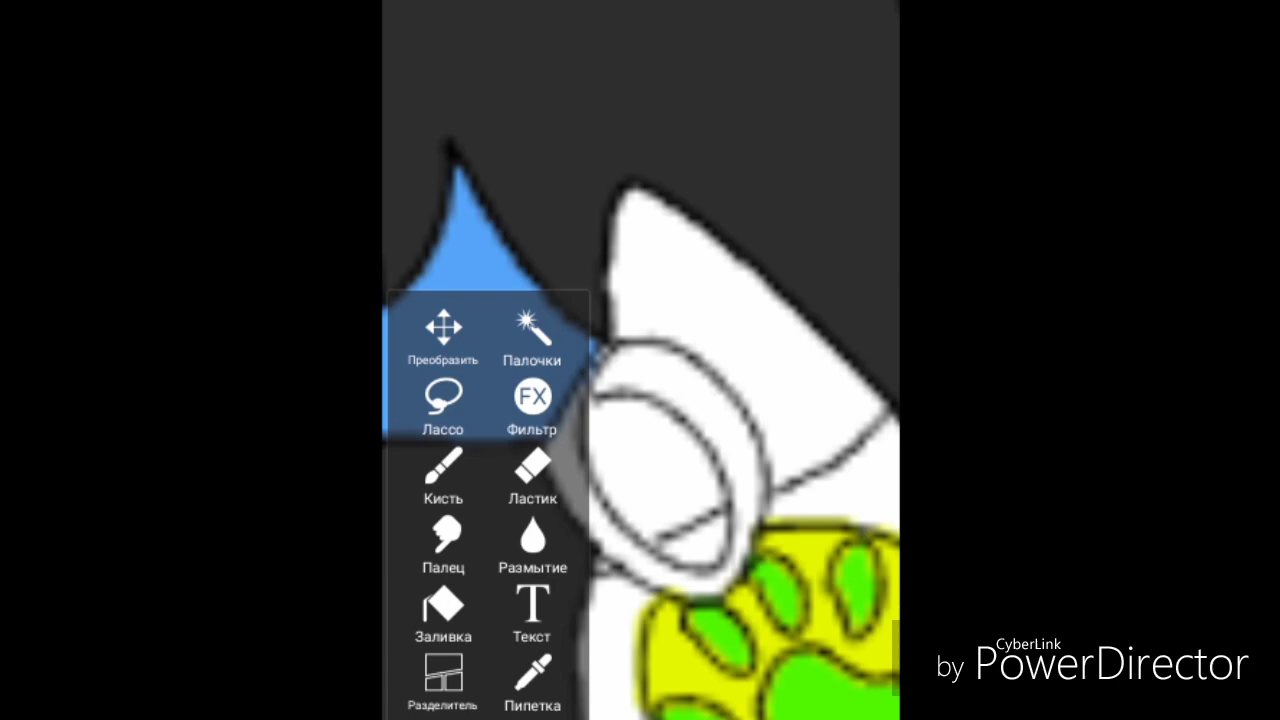 Преобразить Палочки
Лассо Фильтр
FX
Кисть Ластик
Палец Размытие
Заливка Текст
T
Разделитель Пипетка
CyberLink
by PowerDirector